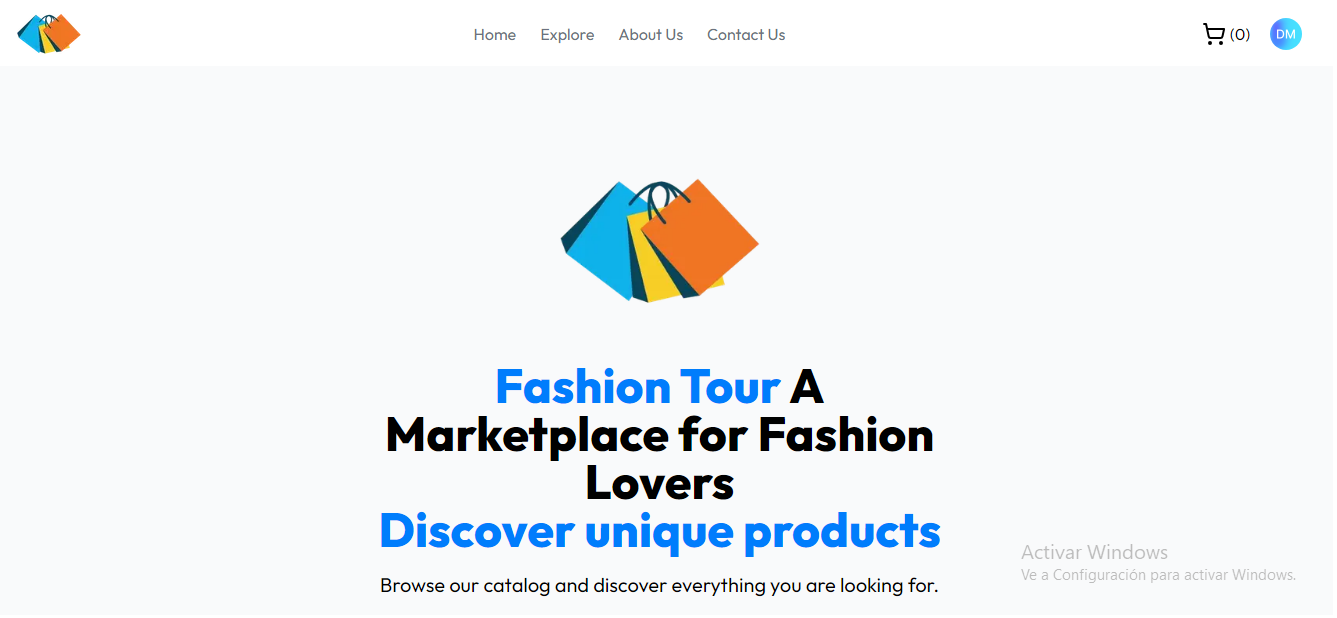 Home Explore About Us Contact Us (0) DM
Fashion Tour A
Marketplace for Fashion
Lovers
Discover unique products
Browse our catalog and discover everything you are looking for.
Activar Windows
Ve a Configuración para activar Windows.